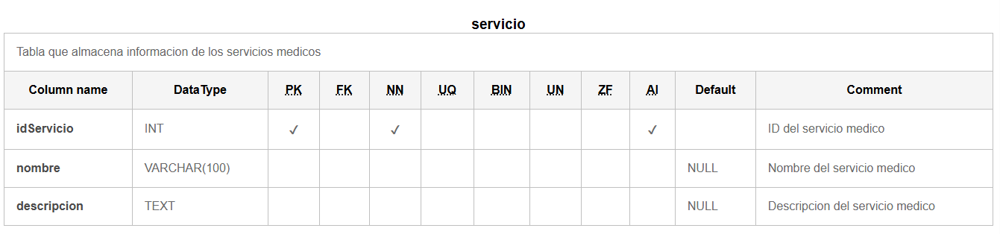 servicio
Tabla que almacena informacion de los servicios medicos
Column name DataType PK FK NN UQ BIN UN ZF AI Default Comment
idServicio INT ✓ ✓ ✓ ID del servicio medico
nombre VARCHAR(100) NULL Nombre del servicio medico
descripcion TEXT NULL Descripcion del servicio medico